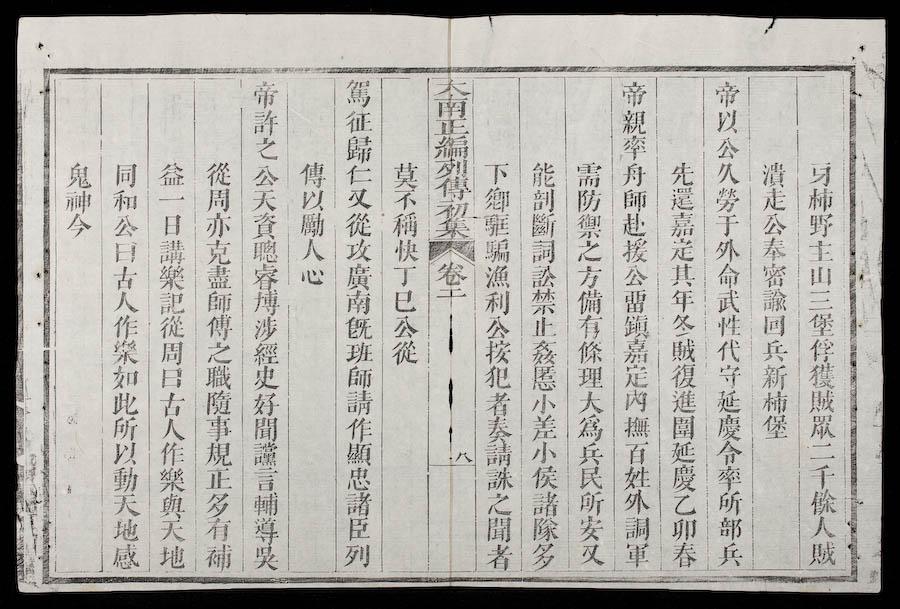 牙柿野主山三堡俘獲賊眾二千餘人賊
潰走公奉密諭回兵新柿堡
帝以公久勞于外命武性代守延慶令率所部兵
先還嘉定其年冬賊復進圍延慶乙卯春
帝親率舟師赴援公畱鎮嘉定內撫百姓外調軍
需防禦之方備有條理大為兵民所安又
能剖斷詞訟禁止姦慝小差小侯諸隊多
下鄉誆騙漁利公按犯者奏請誅之聞者
大南正編列傳初集 卷二 八
莫不稱快丁巳公從
駕征歸仁又從攻廣南旣班師請作顯忠諸臣列
傳以勵人心
帝許之公天資聰睿博涉經史好聞讜言輔導吳
從周亦克盡師傅之職隨事規正多有補
益一日講樂記從周曰古人作樂與天地
同和公曰古人作樂如此所以動天地感
鬼神今